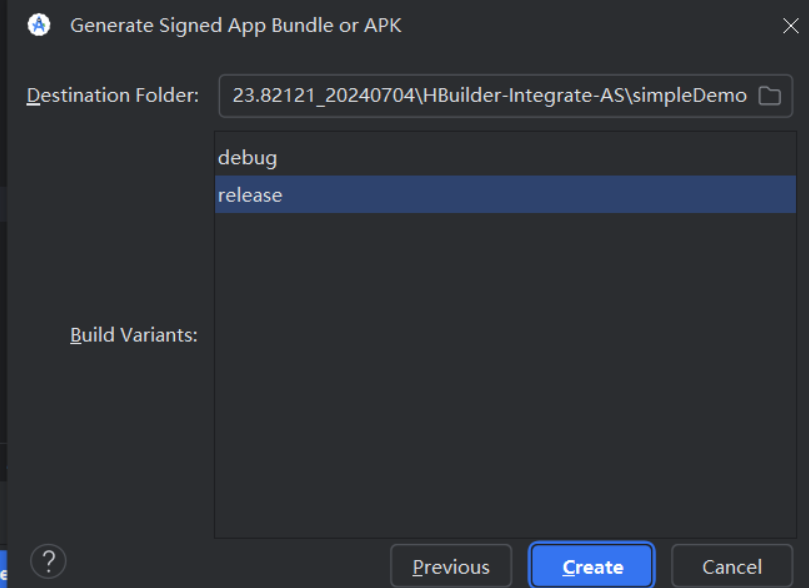 Generate Signed App Bundle or APK
Destination Folder: 23.82121_20240704\HBuilder-Integrate-AS\simpleDemo
debug
release
Build Variants:
? Previous Create Cancel